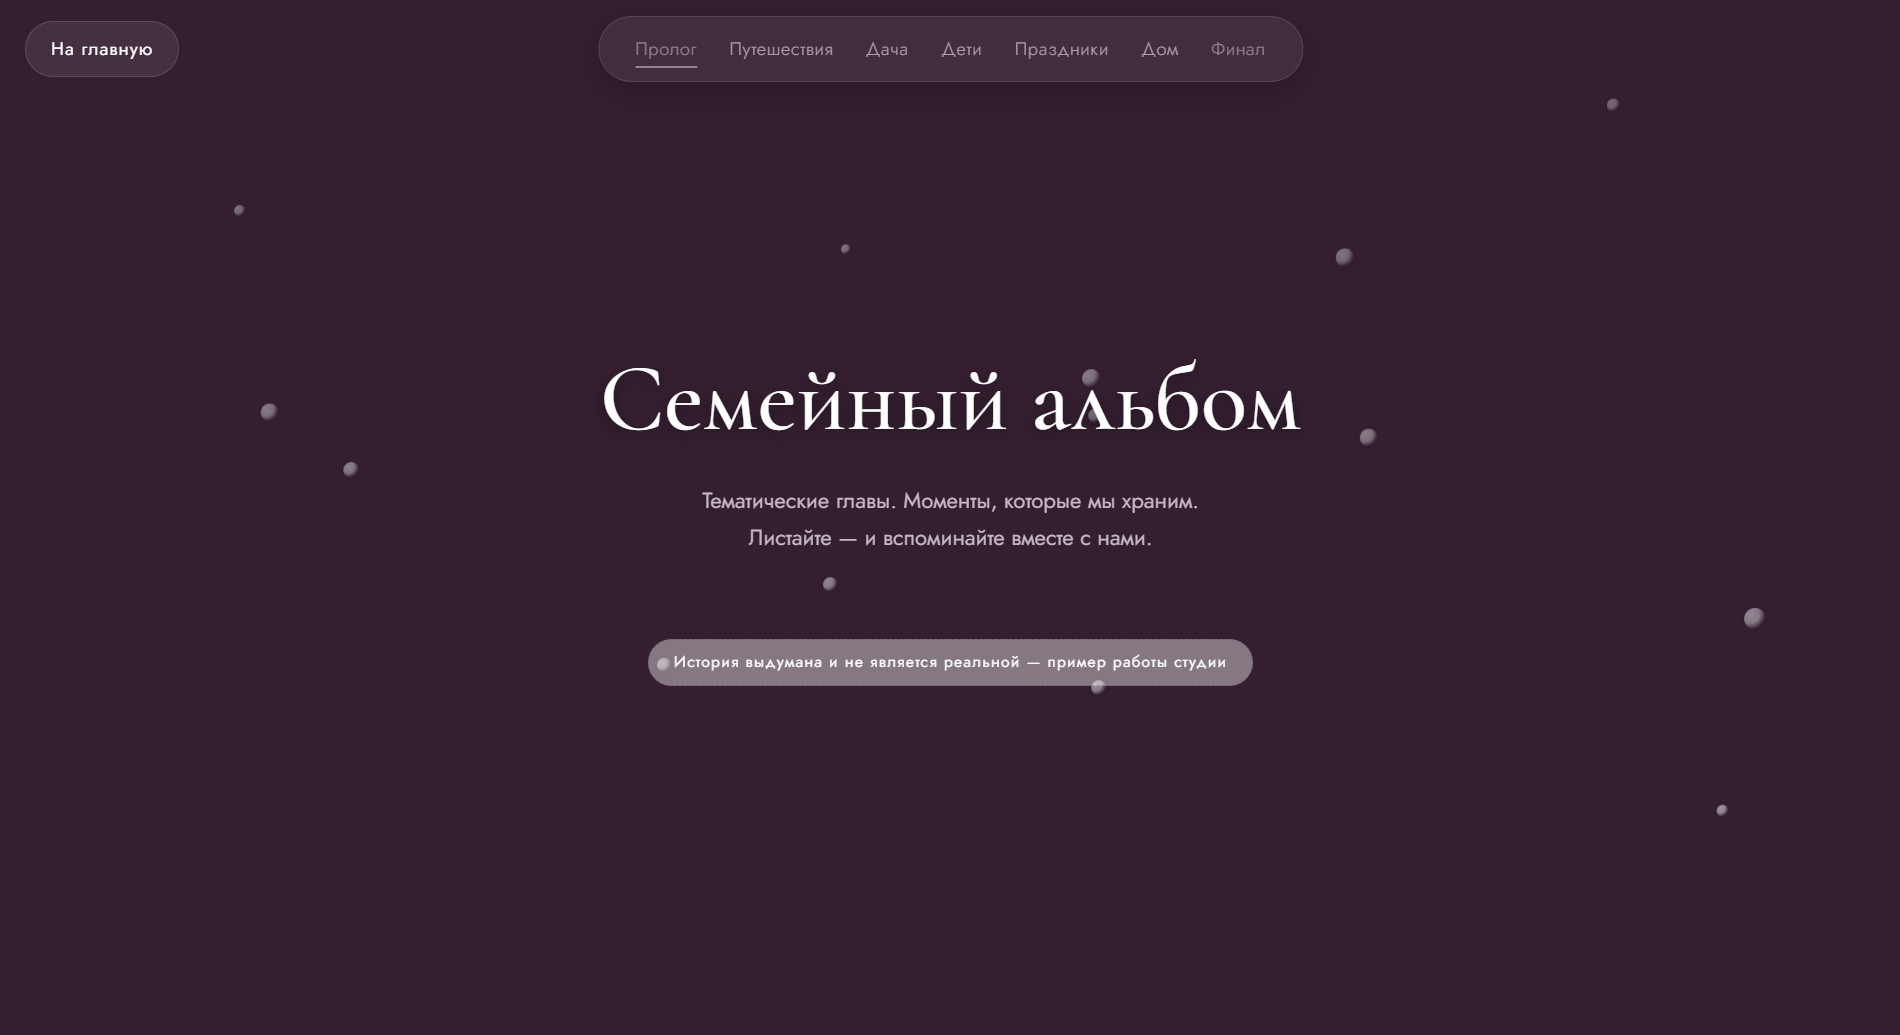 На главную
Пролог Путешествия Дача Дети Праздники Дом Финал
Семейный альбом
Тематические главы. Моменты, которые мы храним.
Листайте — и вспоминайте вместе с нами.
История выдумана и не является реальной — пример работы студии